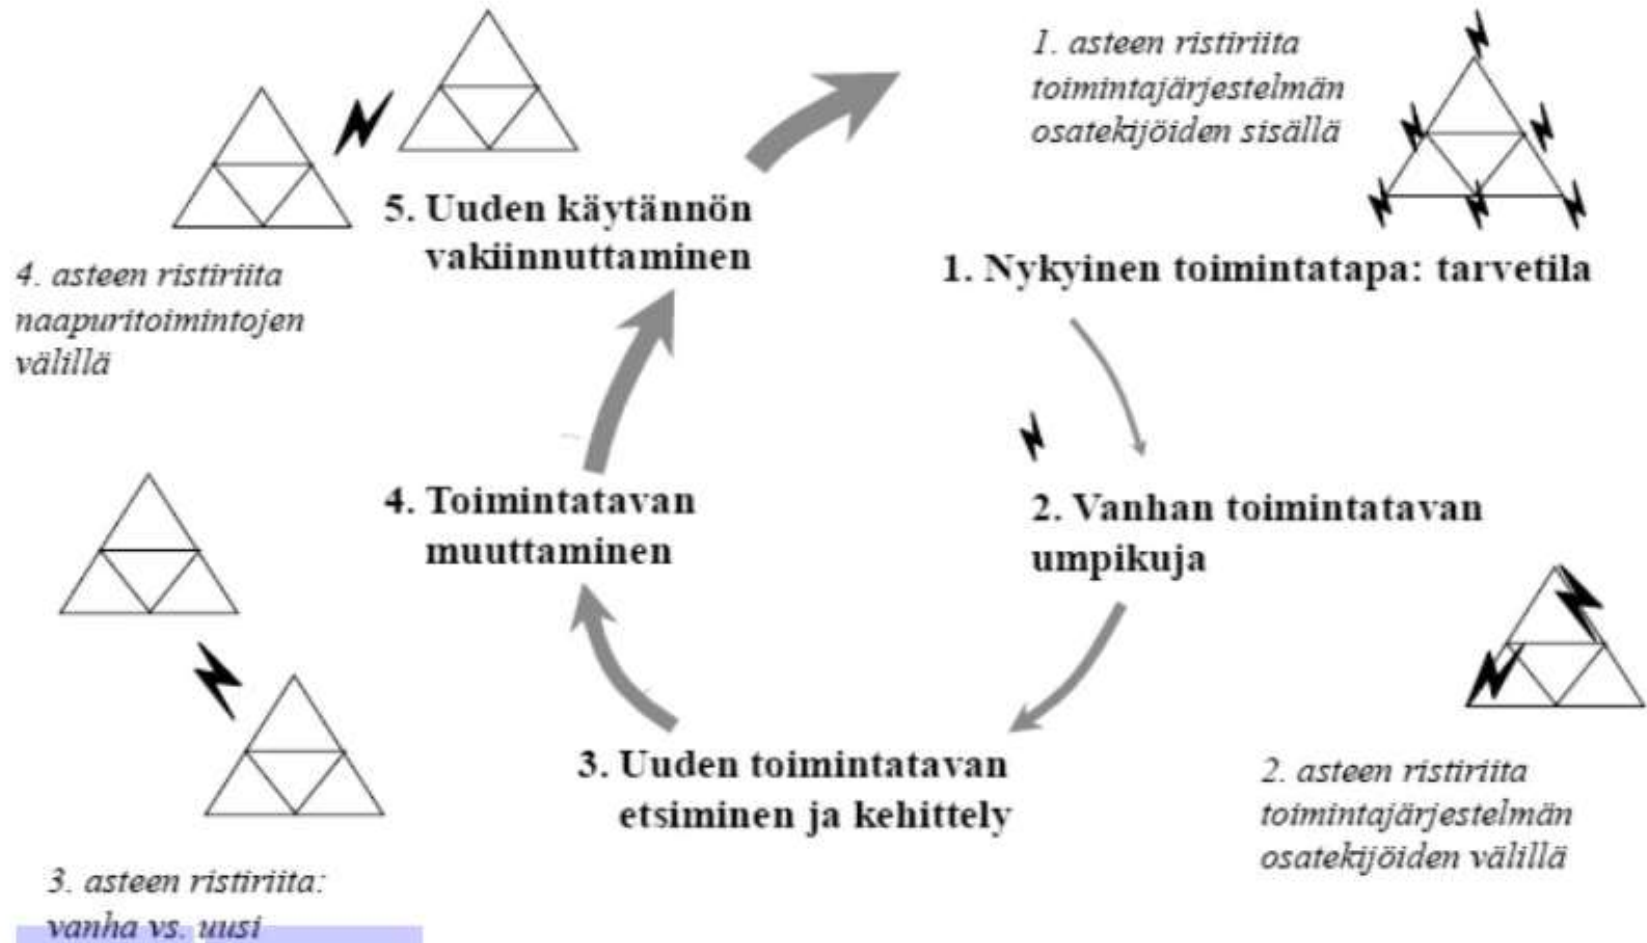 1. asteen ristiriita
toimintajärjestelmän
osatekijöiden sisällä
1. Nykyinen toimintatapa: tarvetila
2. Vanhan toimintatavan
umpikuja
2. asteen ristiriita
toimintajärjestelmän
osatekijöiden välillä
3. Uuden toimintatavan
etsiminen ja kehittely
3. asteen ristiriita:
vanha vs. uusi
4. Toimintatavan
muuttaminen
4. asteen ristiriita
naapuritoimintojen
välillä
5. Uuden käytännön
vakiinnuttaminen